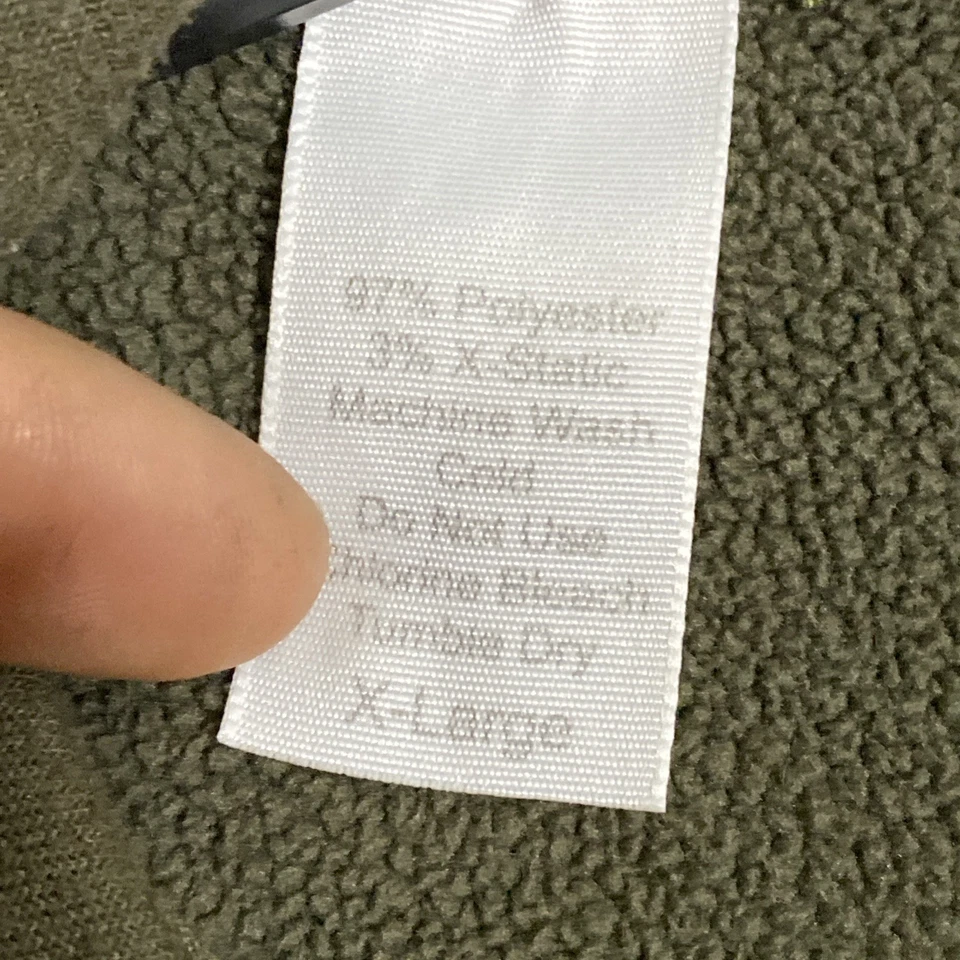 97% Polyester
3% X-Static
Machine Wash
Cold
Do Not Use
Chlorine Bleach
Tumble Dry
X-Large